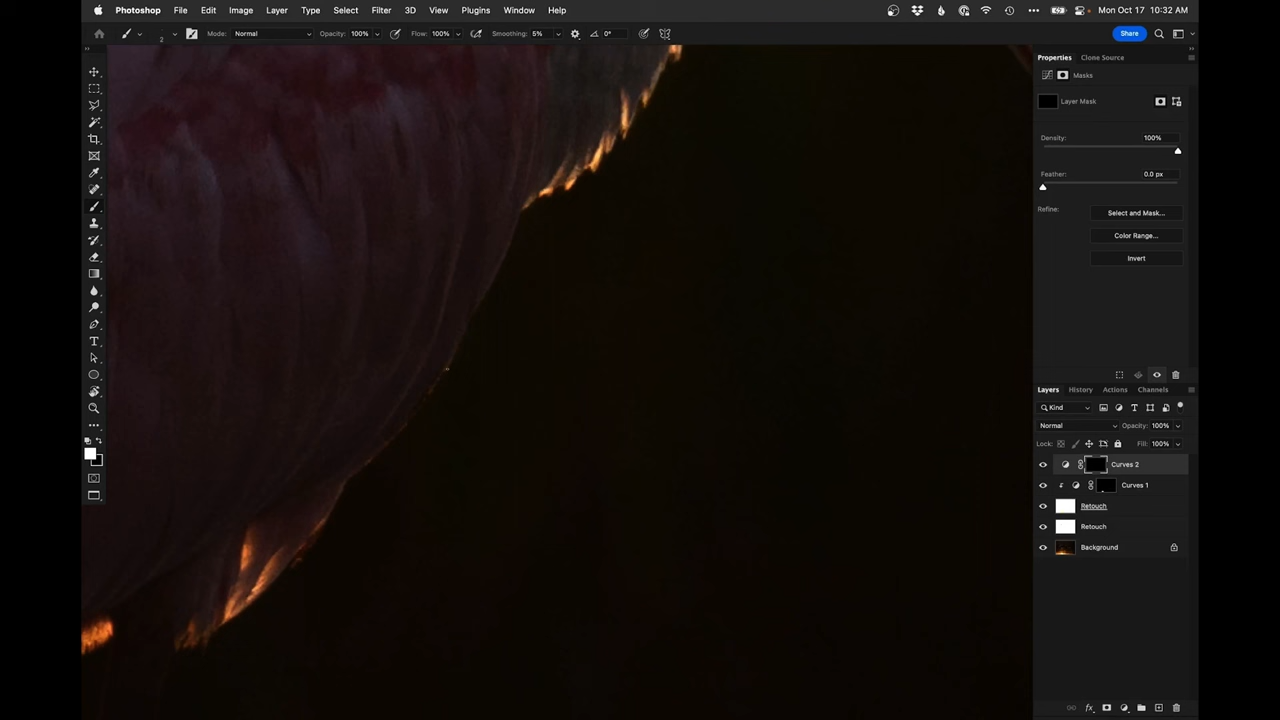 Photoshop File Edit Image Layer Type Select Filter 3D View Plugins Window Help Mon Oct 17 10:32 AM
2 Mode: Normal Opacity: 100% Flow: 100% Smoothing: 5% 0° Share
Properties Clone Source
Masks
Layer Mask
Density: 100%
Feather: 0.0 px
Refine: Select and Mask...
Color Range...
Invert
Layers History Actions Channels
Kind
Normal Opacity: 100%
Lock: Fill: 100%
Curves 2
Curves 1
Retouch
Retouch
Background